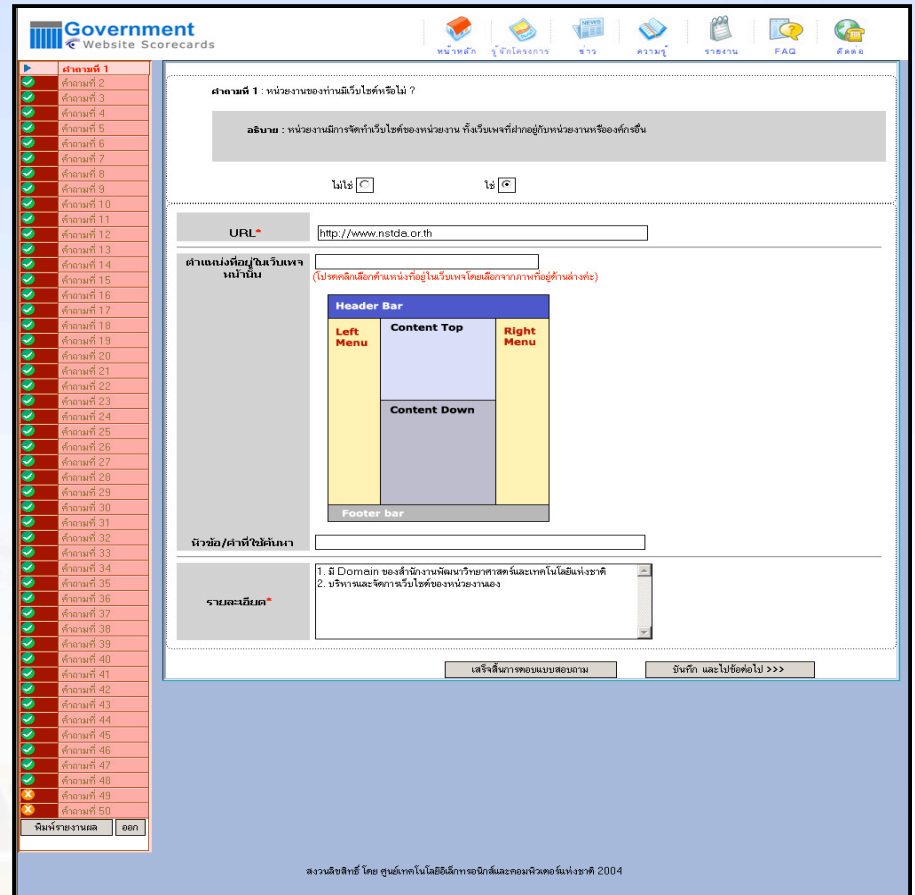 Government
Website Scorecards
หน้าหลัก
รู้จักโครงการ
ข่าว
ความรู้
รายงาน
FAQ
ติดต่อ
คำถามที่ 1
คำถามที่ 2
คำถามที่ 3
คำถามที่ 4
คำถามที่ 5
คำถามที่ 6
คำถามที่ 7
คำถามที่ 8
คำถามที่ 9
คำถามที่ 10
คำถามที่ 11
คำถามที่ 12
คำถามที่ 13
คำถามที่ 14
คำถามที่ 15
คำถามที่ 16
คำถามที่ 17
คำถามที่ 18
คำถามที่ 19
คำถามที่ 20
คำถามที่ 21
คำถามที่ 22
คำถามที่ 23
คำถามที่ 24
คำถามที่ 25
คำถามที่ 26
คำถามที่ 27
คำถามที่ 28
คำถามที่ 29
คำถามที่ 30
คำถามที่ 31
คำถามที่ 32
คำถามที่ 33
คำถามที่ 34
คำถามที่ 35
คำถามที่ 36
คำถามที่ 37
คำถามที่ 38
คำถามที่ 39
คำถามที่ 40
คำถามที่ 41
คำถามที่ 42
คำถามที่ 43
คำถามที่ 44
คำถามที่ 45
คำถามที่ 46
คำถามที่ 47
คำถามที่ 48
คำถามที่ 49
คำถามที่ 50
พิมพ์รายงานผล
ออก
คำถามที่ 1 : หน่วยงานของท่านมีเว็บไซต์หรือไม่ ?
อธิบาย : หน่วยงานมีการจัดทำเว็บไซต์ของหน่วยงาน ทั้งเว็บเพจที่ฝากอยู่กับหน่วยงานหรือองค์กรอื่น
ไม่ใช่
ใช่
URL*
http://www.nstda.or.th
ตำแหน่งที่อยู่ในเว็บเพจ
หน้านั้น
(โปรดคลิกเลือกตำแหน่งที่อยู่ในเว็บเพจโดยเลือกจากภาพที่อยู่ด้านล่างค่ะ)
Header Bar
Left
Menu
Content Top
Right
Menu
Content Down
Footer bar
หัวข้อ/คำที่ใช้ค้นหา
รายละเอียด*
1. มี Domain ของสำนักงานพัฒนาวิทยาศาสตร์และเทคโนโลยีแห่งชาติ
2. บริหารและจัดการเว็บไซต์ของหน่วยงานเอง
เสร็จสิ้นการตอบแบบสอบถาม
บันทึก และไปข้อต่อไป >>>
สงวนลิขสิทธิ์ โดย ศูนย์เทคโนโลยีอิเล็กทรอนิกส์และคอมพิวเตอร์แห่งชาติ 2004